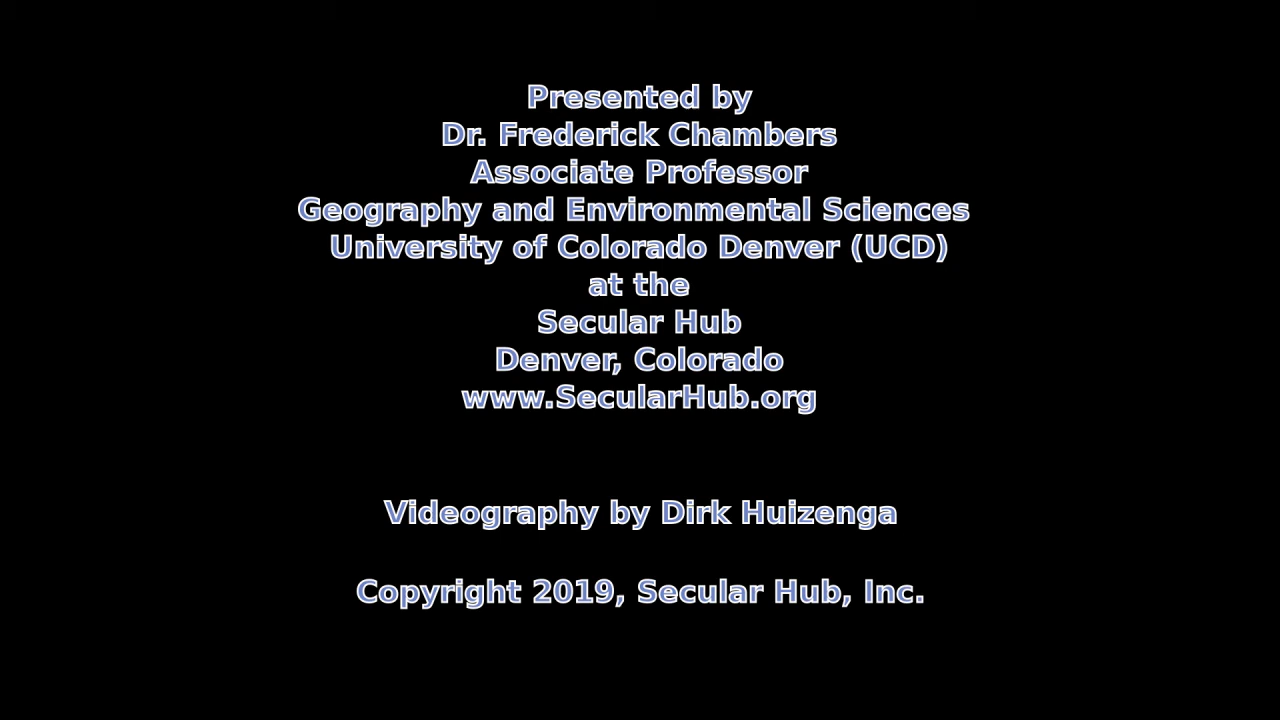 Presented by
Dr. Frederick Chambers
Associate Professor
Geography and Environmental Sciences
University of Colorado Denver (UCD)
at the
Secular Hub
Denver, Colorado
www.SecularHub.org
Videography by Dirk Huizenga
Copyright 2019, Secular Hub, Inc.